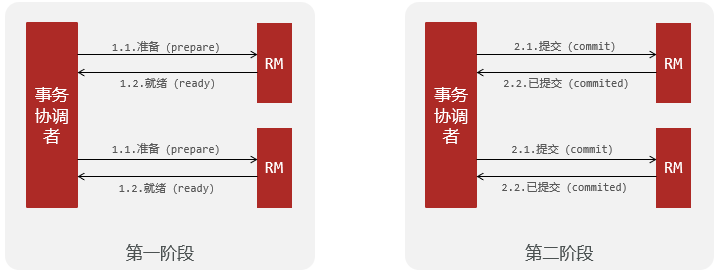 事务
协调
者
1.1.准备（prepare）
RM
1.2.就绪（ready）
1.1.准备（prepare）
RM
1.2.就绪（ready）
第一阶段
事务
协调
者
2.1.提交（commit）
RM
2.2.已提交（commited）
2.1.提交（commit）
RM
2.2.已提交（commited）
第二阶段